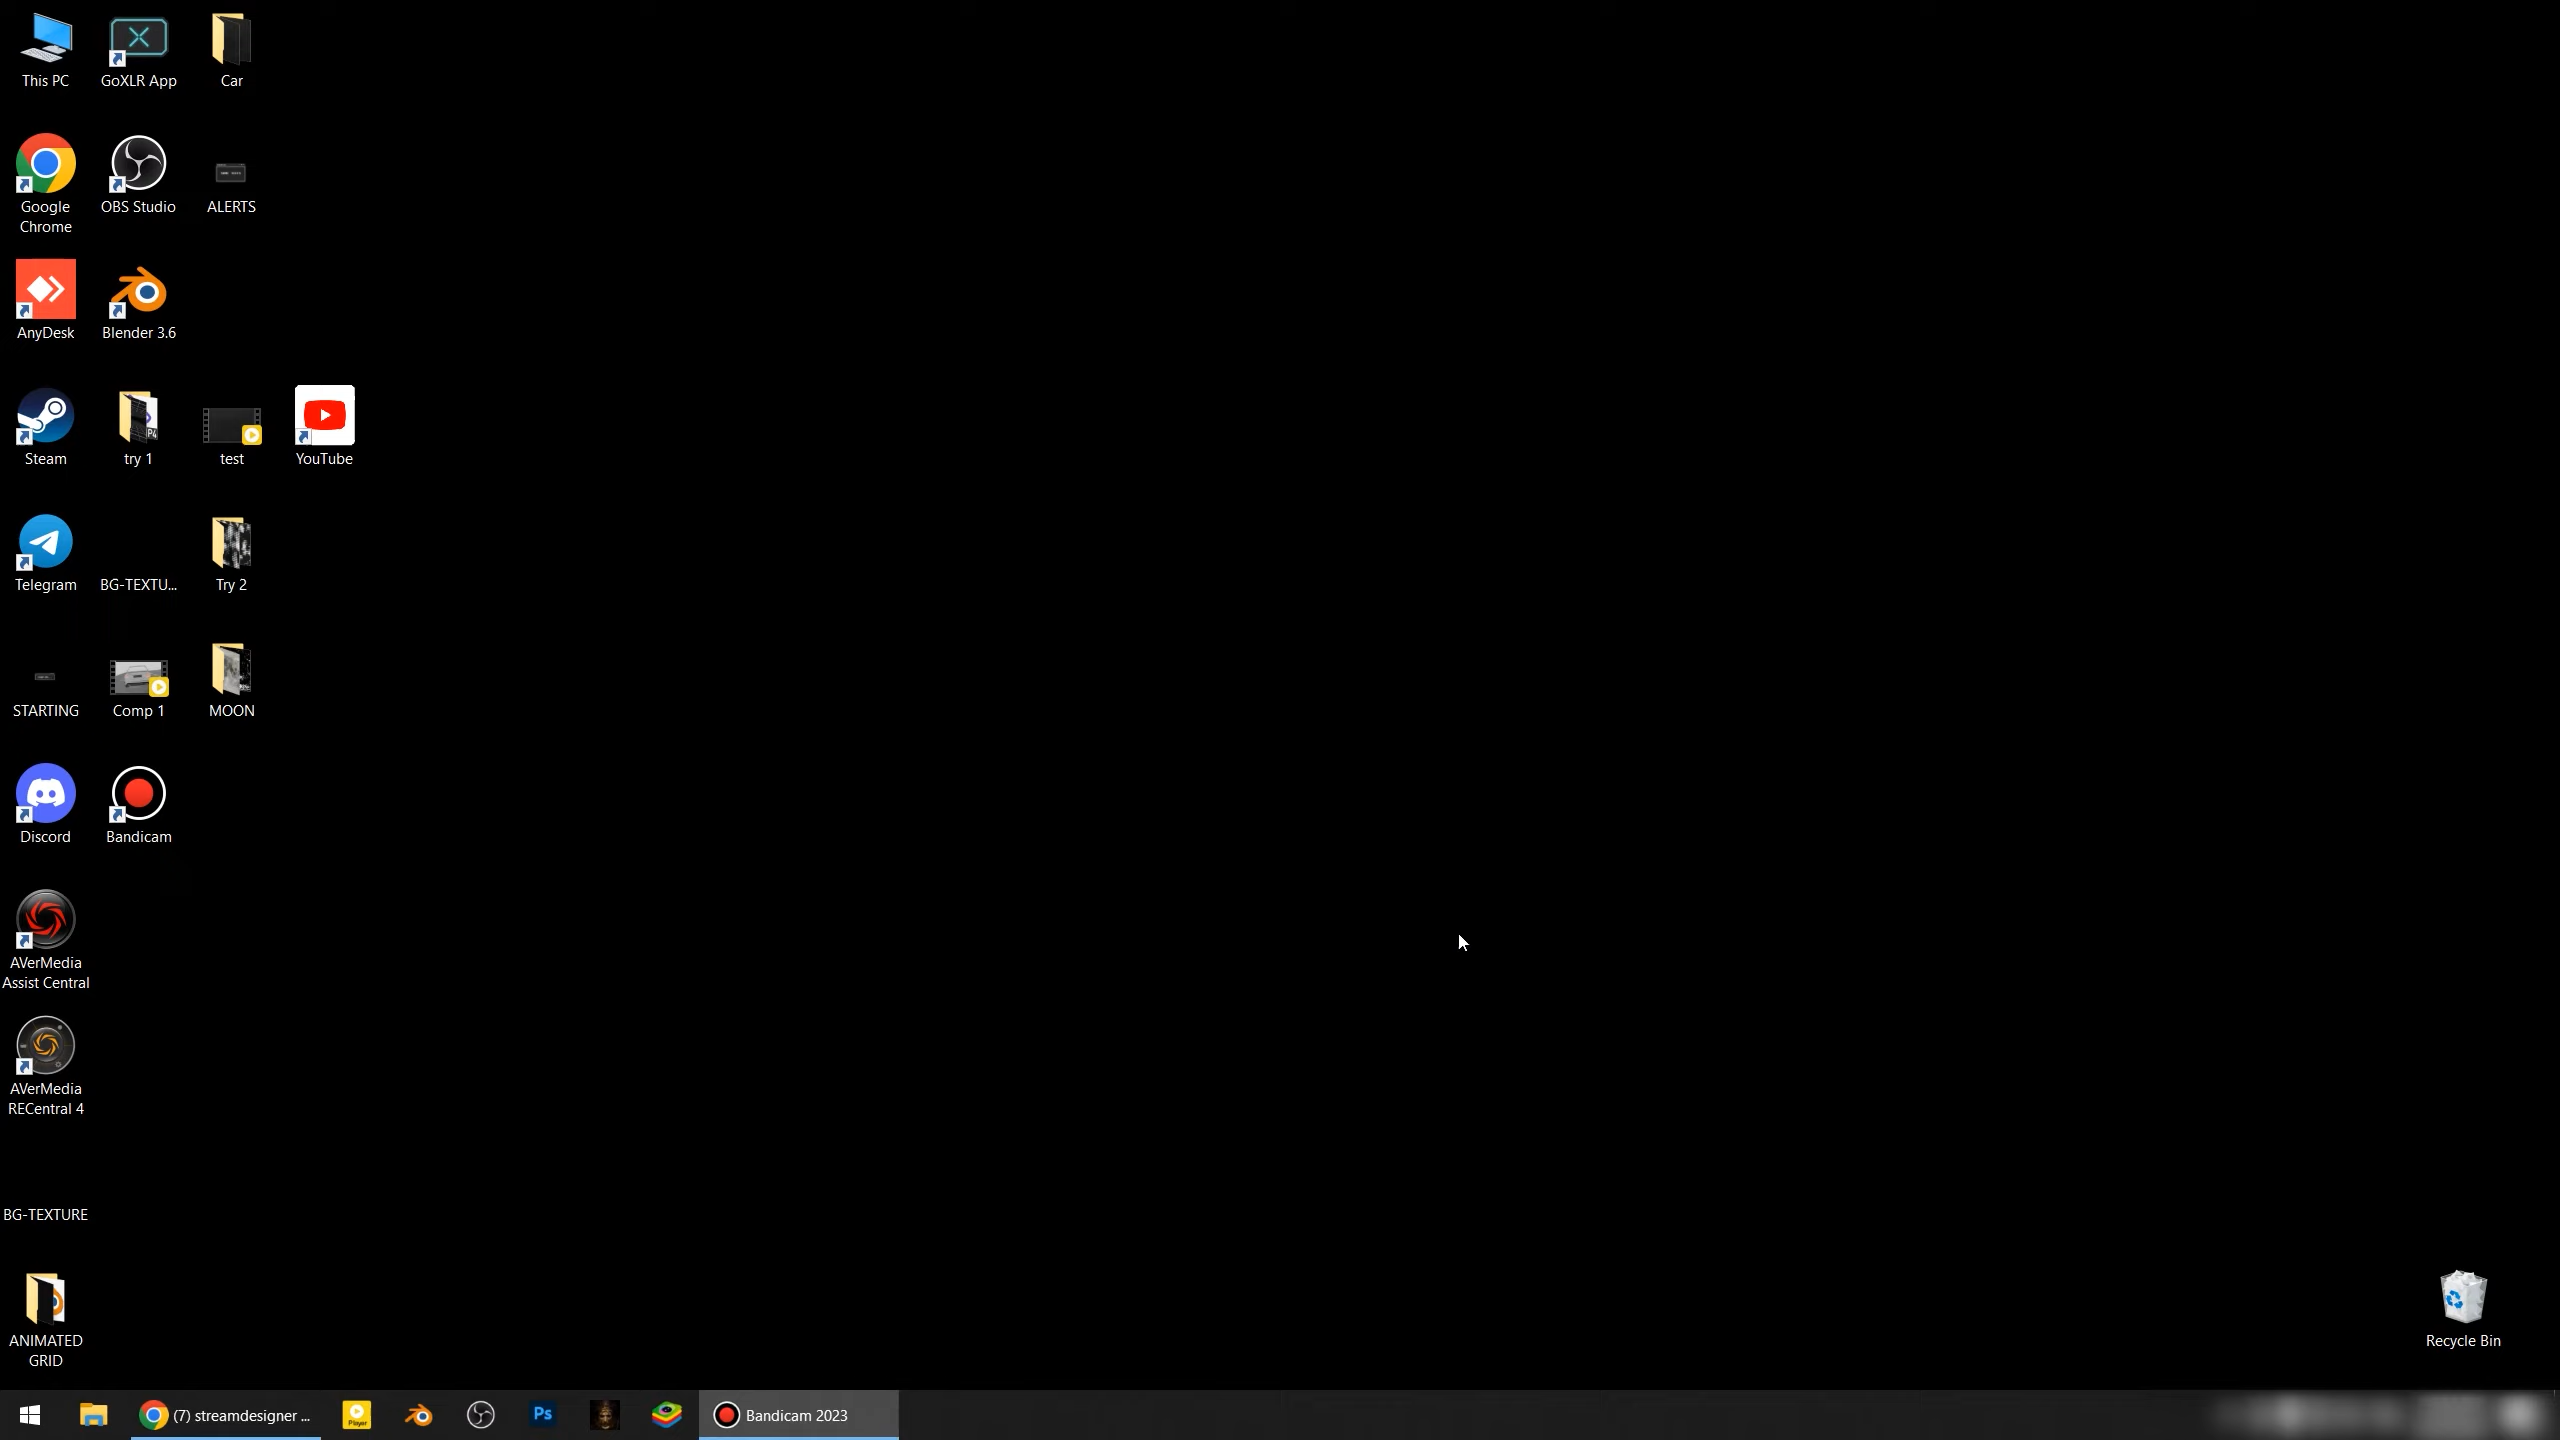 This PC
GoXLR App
Car
Google
Chrome
OBS Studio
ALERTS
AnyDesk
Blender 3.6
Steam
try 1
test
YouTube
Telegram
BG-TEXTU...
Try 2
STARTING
Comp 1
MOON
Discord
Bandicam
AVerMedia
Assist Central
AVerMedia
RECentral 4
BG-TEXTURE
ANIMATED
GRID
Recycle Bin
(7) streamdesigner ...
Player
Ps
Bandicam 2023